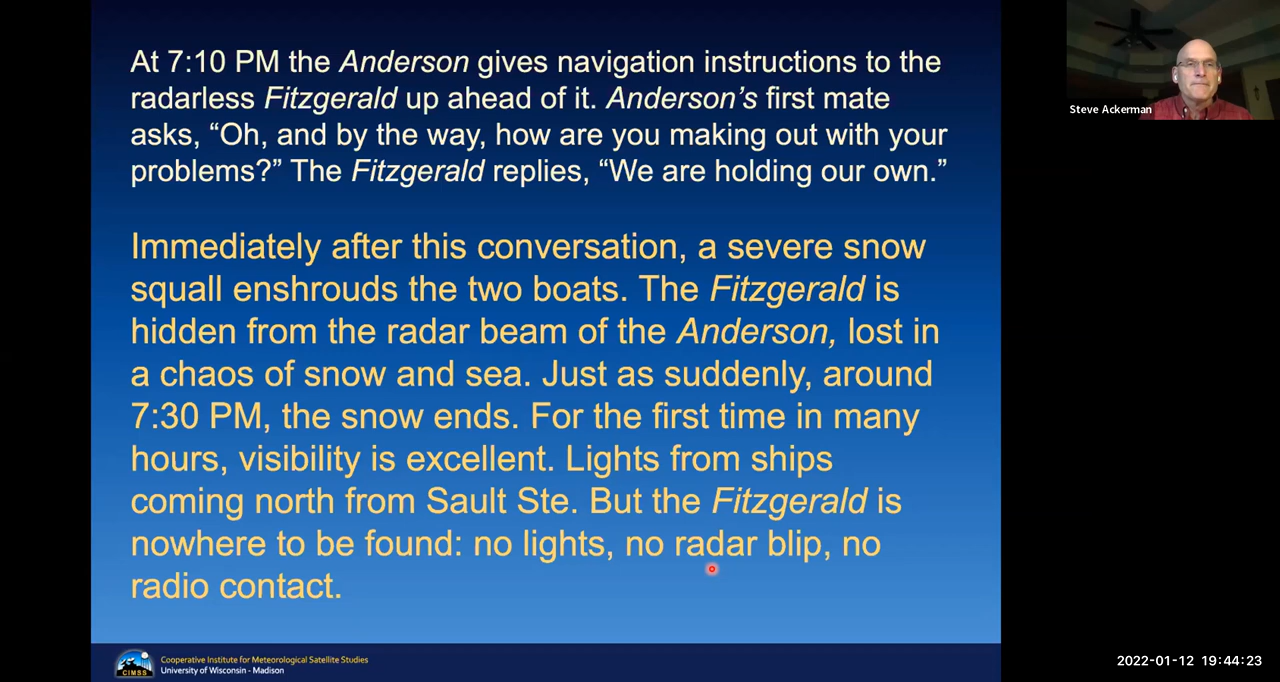 At 7:10 PM the Anderson gives navigation instructions to the
radarless Fitzgerald up ahead of it. Anderson’s first mate
asks, “Oh, and by the way, how are you making out with your
problems?” The Fitzgerald replies, “We are holding our own.”
Immediately after this conversation, a severe snow
squall enshrouds the two boats. The Fitzgerald is
hidden from the radar beam of the Anderson, lost in
a chaos of snow and sea. Just as suddenly, around
7:30 PM, the snow ends. For the first time in many
hours, visibility is excellent. Lights from ships
coming north from Sault Ste. But the Fitzgerald is
nowhere to be found: no lights, no radar blip, no
radio contact.
Steve Ackerman
CIMSS
Cooperative Institute for Meteorological Satellite Studies
University of Wisconsin - Madison
2022-01-12 19:44:23